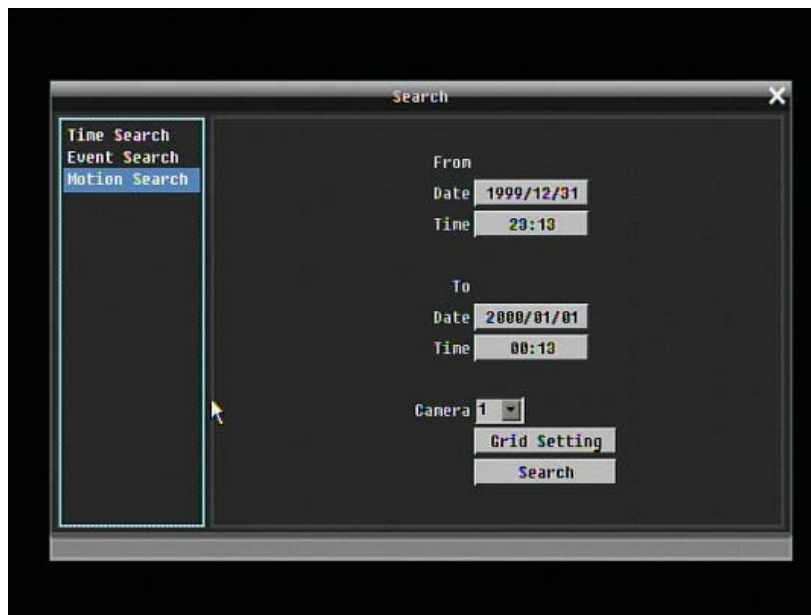 Search
Time Search
Event Search
Motion Search
From
Date 1999/12/31
Time 23:13
To
Date 2000/01/01
Time 00:13
Camera 1
Grid Setting
Search